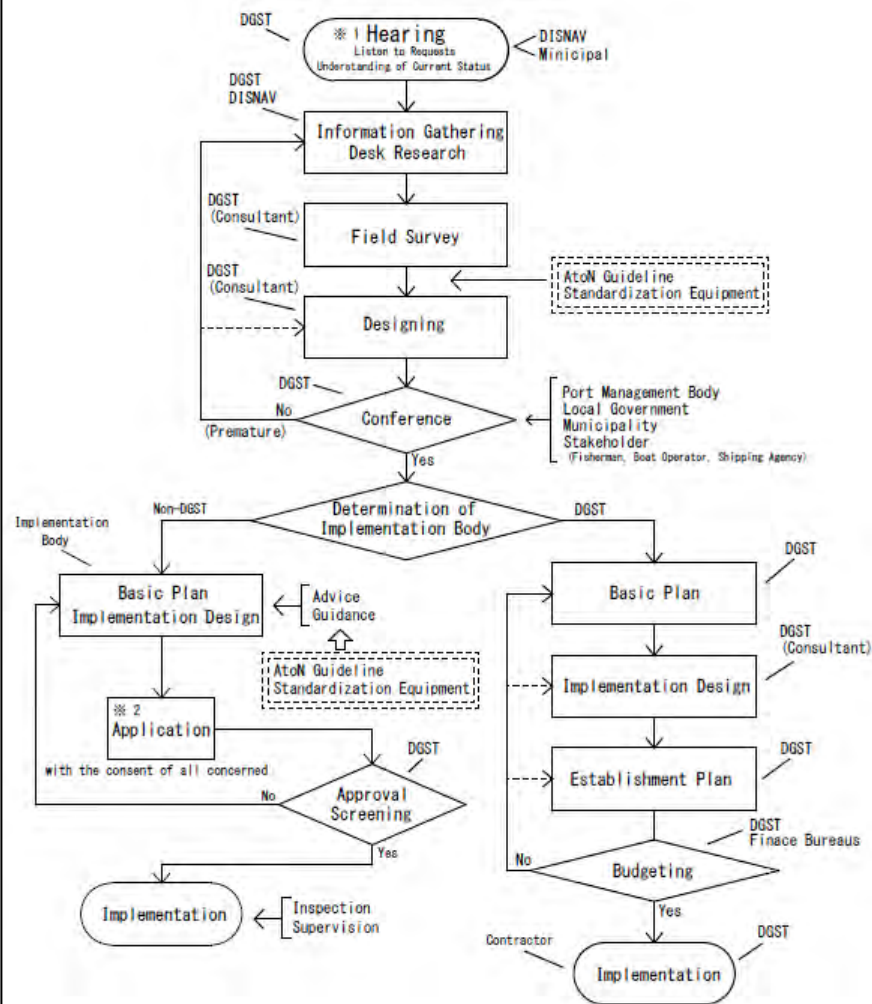 DGST
※ 1 Hearing
Listen to Requests
Understanding of Current Status
DISNAV
Minicipal
DGST
DISNAV
Information Gathering
Desk Research
DGST
(Consultant)
Field Survey
DGST
(Consultant)
AtoN Guideline
Standardization Equipment
Designing
DGST
No
(Premature)
Conference
Port Management Body
Local Government
Municipality
Stakeholder
(Fisherman, Boat Operator, Shipping Agency)
Yes
Non-DGST
Determination of
Implementation Body
DGST
Implementation
Body
Basic Plan
Implementation Design
Advice
Guidance
AtoN Guideline
Standardization Equipment
※ 2
Application
with the consent of all concerned
DGST
No
Approval
Screening
Yes
Implementation
Inspection
Supervision
DGST
Basic Plan
DGST
(Consultant)
Implementation Design
DGST
Establishment Plan
DGST
Finace Bureaus
No
Budgeting
Yes
Contractor
DGST
Implementation